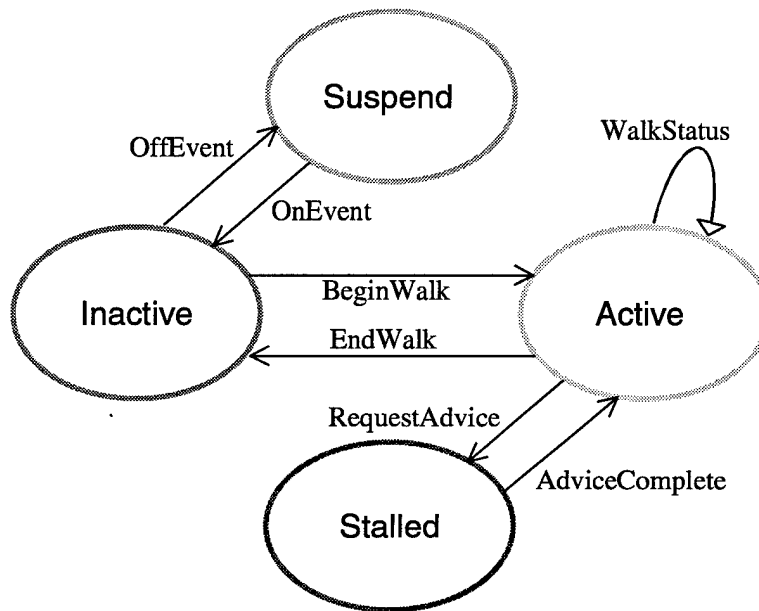 Suspend
WalkStatus
OffEvent
OnEvent
BeginWalk
Inactive
Active
EndWalk
RequestAdvice
AdviceComplete
Stalled